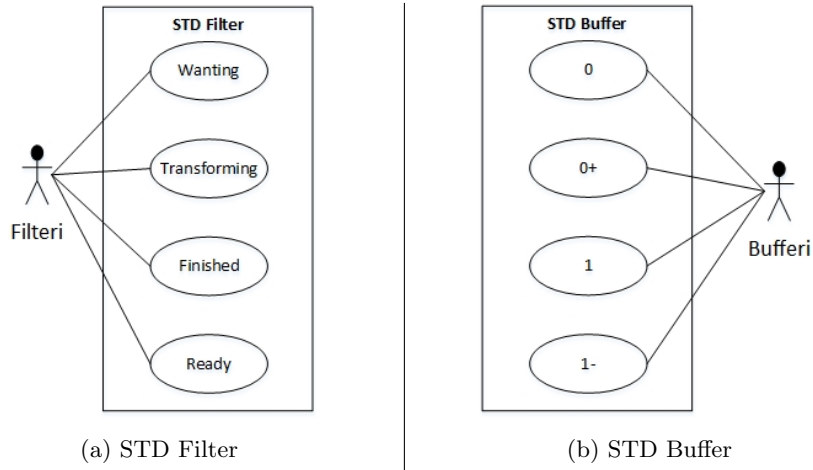 STD Filter
Wanting
Transforming
Finished
Ready
Filteri
(a) STD Filter
STD Buffer
0
0+
1
1-
Bufferi
(b) STD Buffer